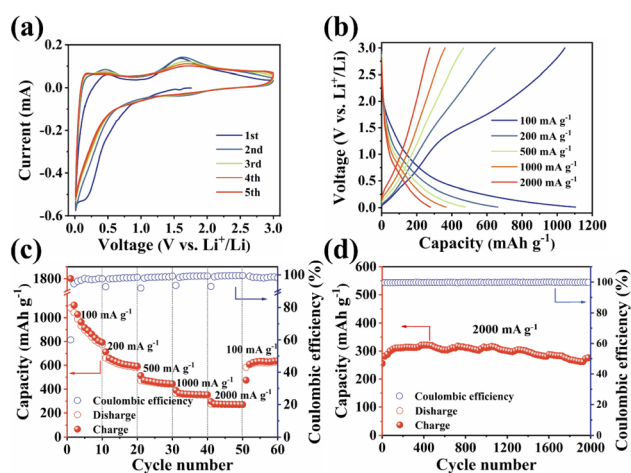 (a)
0.2
0.0
-0.2
-0.4
-0.6
Current (mA)
1st
2nd
3rd
4th
5th
0.0 0.5 1.0 1.5 2.0 2.5 3.0
Voltage (V vs. Li+/Li)
(b)
3.0
2.5
2.0
1.5
1.0
0.5
0.0
Voltage (V vs. Li+/Li)
100 mA g-1
200 mA g-1
500 mA g-1
1000 mA g-1
2000 mA g-1
0 200 400 600 800 1000 1200
Capacity (mAh g-1)
(c)
1800
1000
800
600
400
200
0
Capacity (mAh g-1)
100 mA g-1
200 mA g-1
500 mA g-1
1000 mA g-1
2000 mA g-1
100 mA g-1
Coulombic efficiency
Disharge
Charge
100
80
60
40
20
0
Coulombic efficiency (%)
0 10 20 30 40 50 60
Cycle number
(d)
600
500
400
300
200
100
0
Capacity (mAh g-1)
2000 mA g-1
Coulombic efficiency
Disharge
Charge
100
80
60
40
20
0
Coulombic efficiency (%)
0 400 800 1200 1600 2000
Cycle number